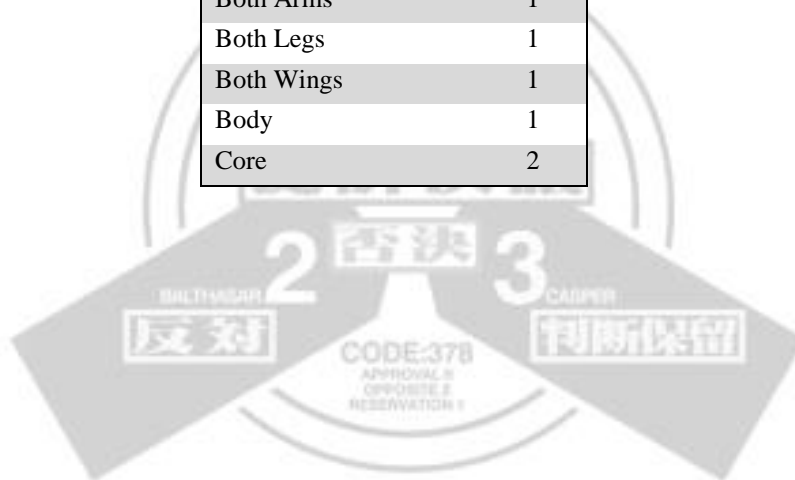 Both Arms 1
Both Legs 1
Both Wings 1
Body 1
Core 2
2 否決 3
BALTHASAR CASPER
反対 判断保留
CODE:378
APPROVAL 0
OPPOSITE 2
RESERVATION 1